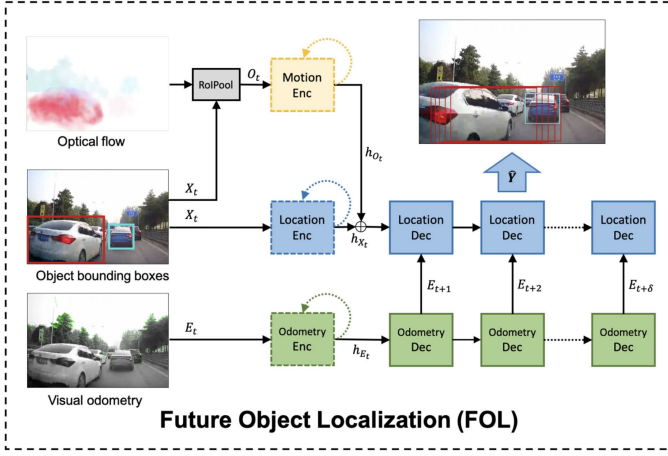 Optical flow
RoIPool
O_t
Motion
Enc
h_{O_t}
X_t
X_t
Object bounding boxes
Location
Enc
h_{X_t}
Location
Dec
Location
Dec
Location
Dec
Ŷ
E_{t+1}
E_{t+2}
E_{t+δ}
E_t
Visual odometry
Odometry
Enc
h_{E_t}
Odometry
Dec
Odometry
Dec
Odometry
Dec
Future Object Localization (FOL)